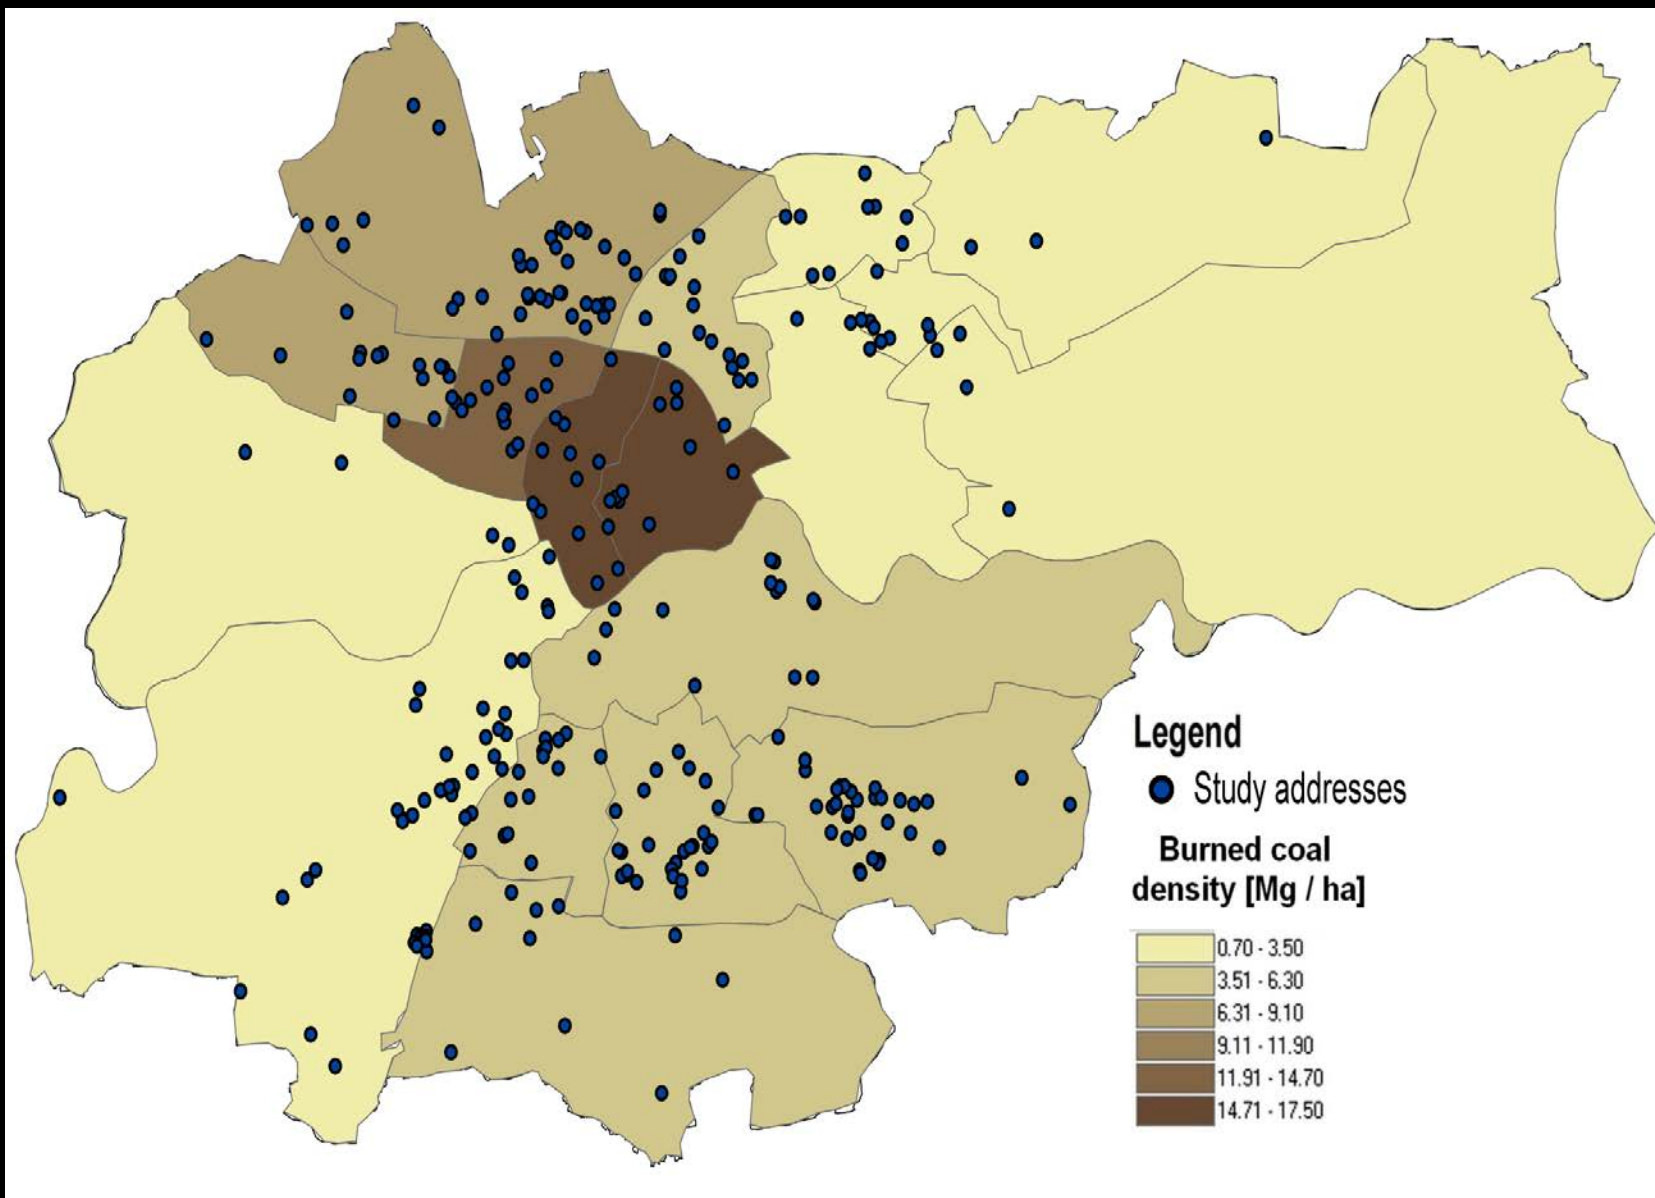 Legend
Study addresses
Burned coal
density [Mg / ha]
0.70 - 3.50
3.51 - 6.30
6.31 - 9.10
9.11 - 11.90
11.91 - 14.70
14.71 - 17.50